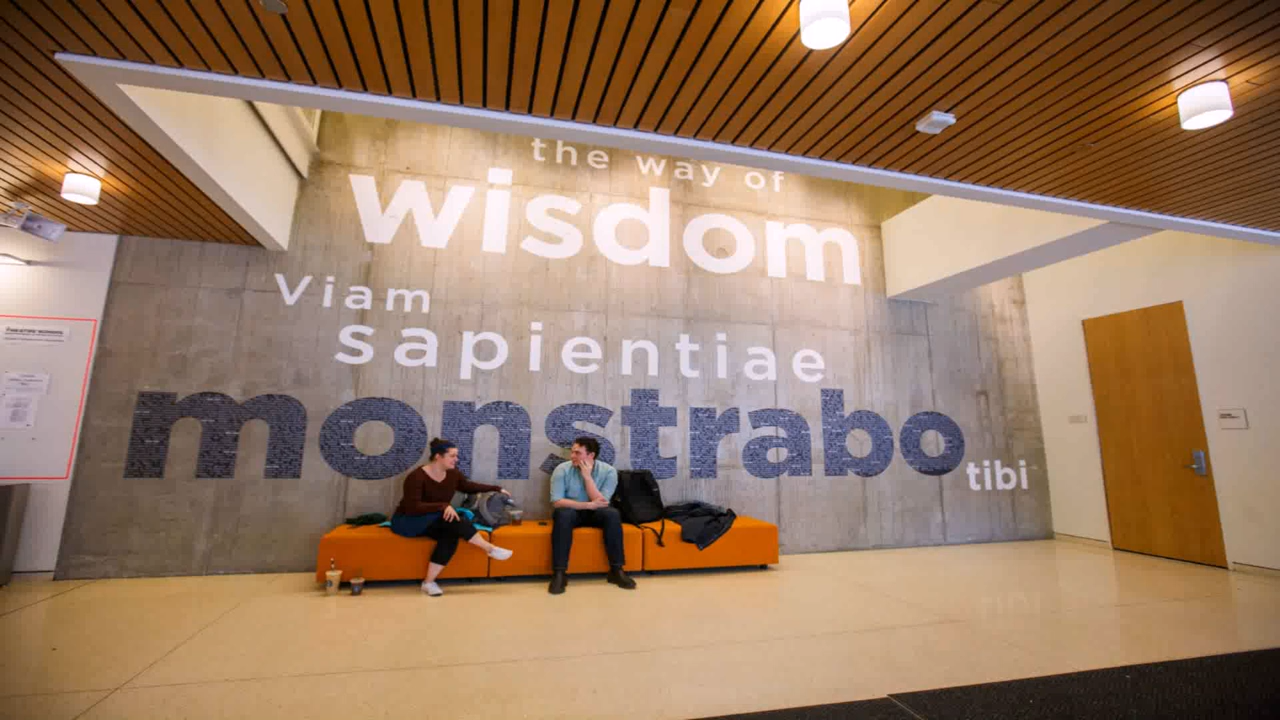 the way of
wisdom
Viam
sapientiae
monstrabo
tibi